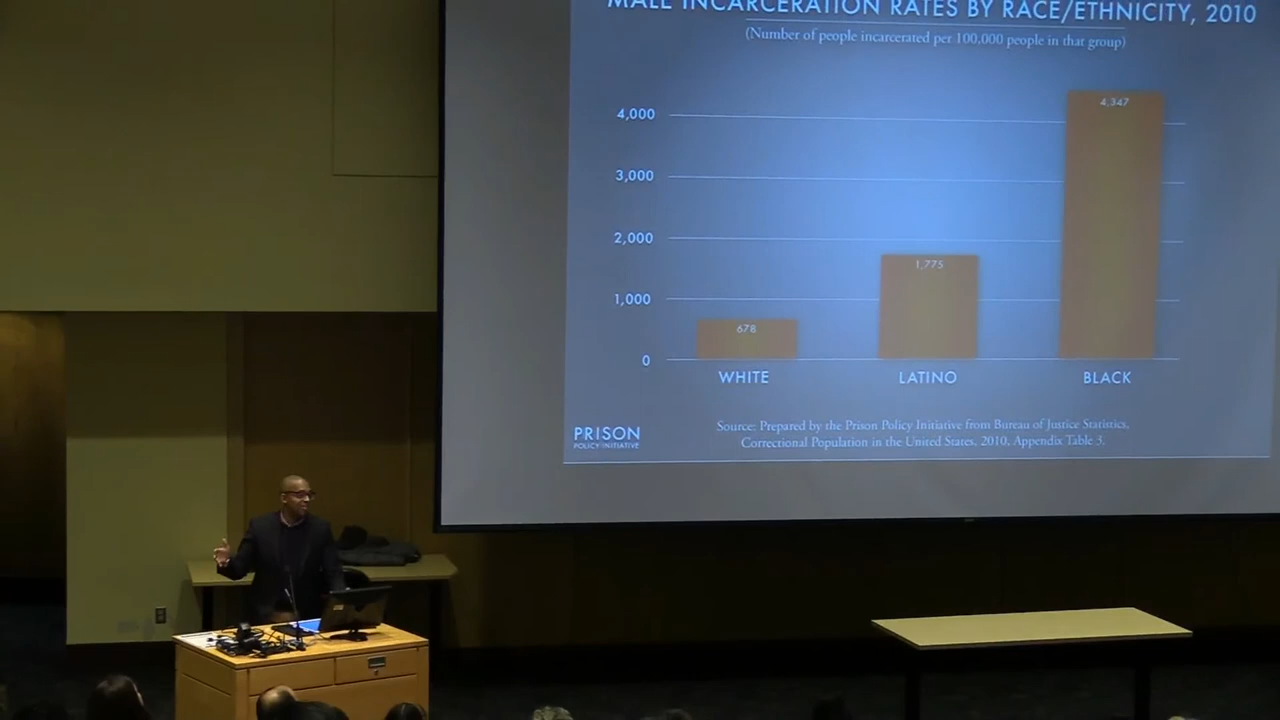 MALE INCARCERATION RATES BY RACE/ETHNICITY, 2010
(Number of people incarcerated per 100,000 people in that group)
4,347
4,000
3,000
2,000
1,775
1,000
678
0
WHITE LATINO BLACK
Source: Prepared by the Prison Policy Initiative from Bureau of Justice Statistics,
Correctional Population in the United States, 2010, Appendix Table 3.
PRISON
POLICY INITIATIVE